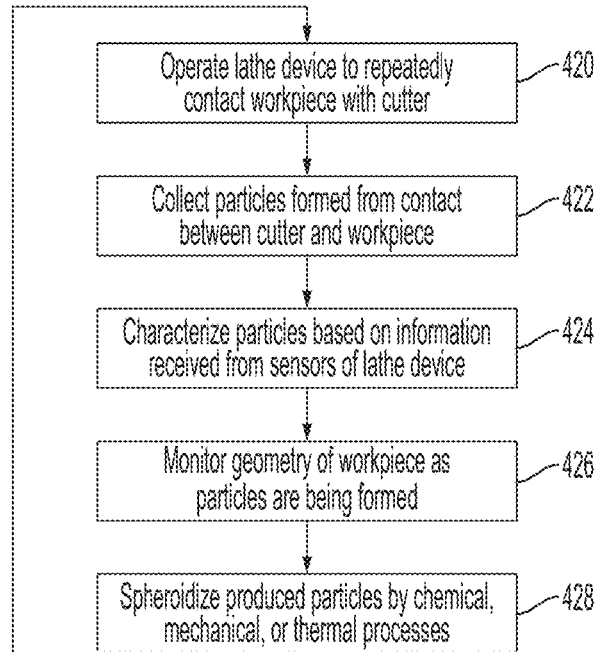 Operate lathe device to repeatedly
contact workpiece with cutter
420
Collect particles formed from contact
between cutter and workpiece
422
Characterize particles based on information
received from sensors of lathe device
424
Monitor geometry of workpiece as
particles are being formed
426
Spheroidize produced particles by chemical,
mechanical, or thermal processes
428